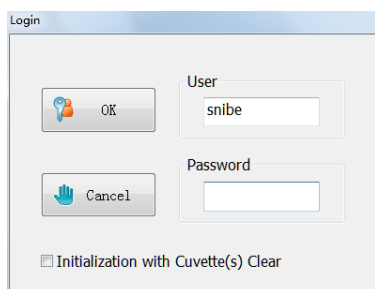 Login
User
OK
snibe
Password
Cancel
Initialization with Cuvette(s) Clear